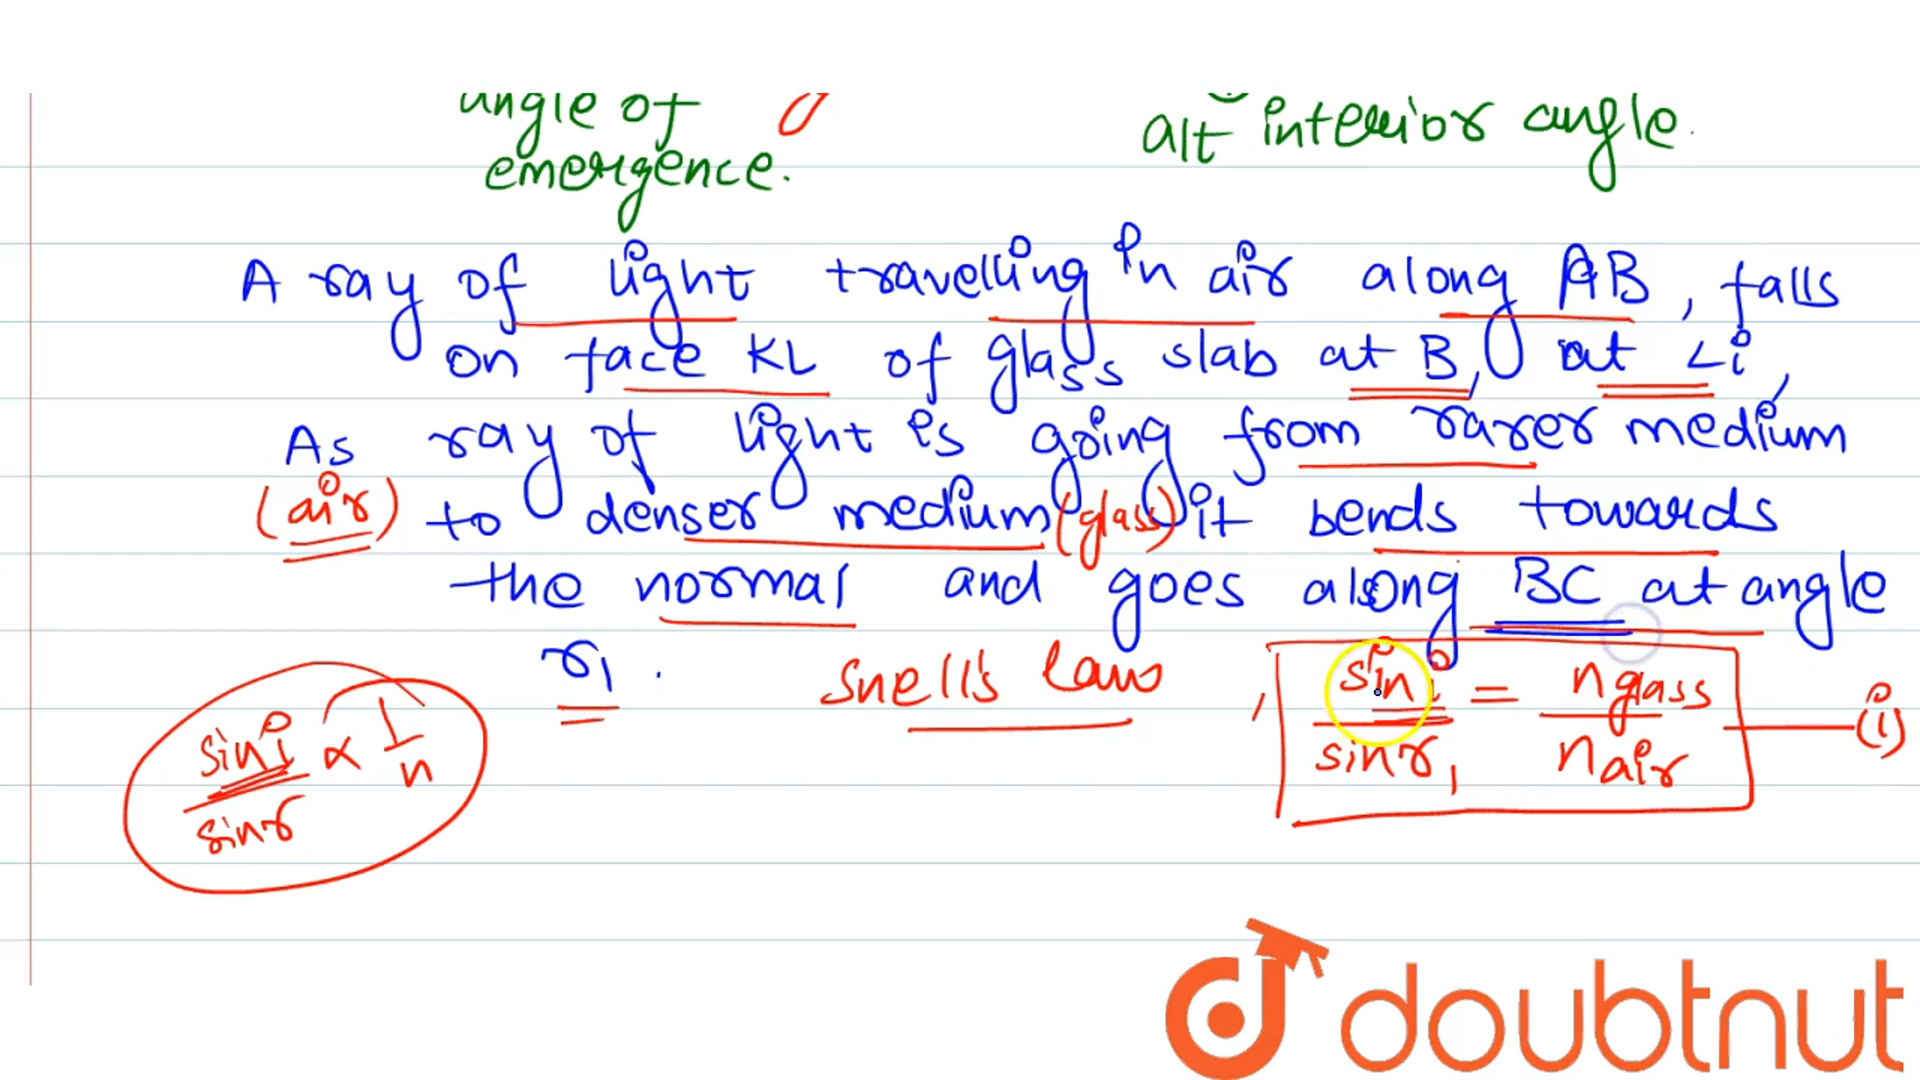 angle of
emergence.
alt interior angle.
A ray of light travelling in air along AB, falls
on face KL of glass slab at B, at ∠i,
As ray of light is going from rarer medium
(air) to denser medium (glass) it bends towards
the normal and goes along BC at angle
r₁. Snell's law, sin i / sin r₁ = n glass / n air — (i)
sin i / sin r ∝ 1/n
doubtnut